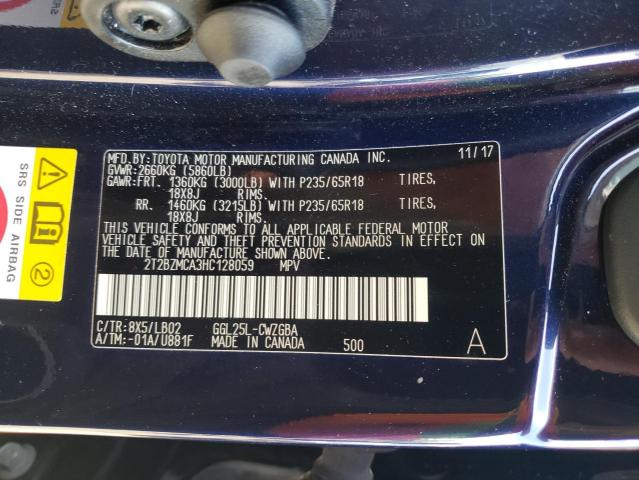 MFD.BY:TOYOTA MOTOR MANUFACTURING CANADA INC. 11/17
GVWR:2660KG (5860LB)
GAWR:FRT. 1360KG (3000LB) WITH P235/65R18 TIRES,
18X8J RIMS.
RR. 1460KG (3215LB) WITH P235/65R18 TIRES,
18X8J RIMS.
THIS VEHICLE CONFORMS TO ALL APPLICABLE FEDERAL MOTOR
VEHICLE SAFETY AND THEFT PREVENTION STANDARDS IN EFFECT ON
THE DATE OF MANUFACTURE SHOWN ABOVE.
2T2BZMCA3HC128059 MPV
C/TR:8X5/LB02 GGL25L-CWZGBA
A/TM:-01A/U881F MADE IN CANADA 500 A
SRS SIDE AIRBAG
2